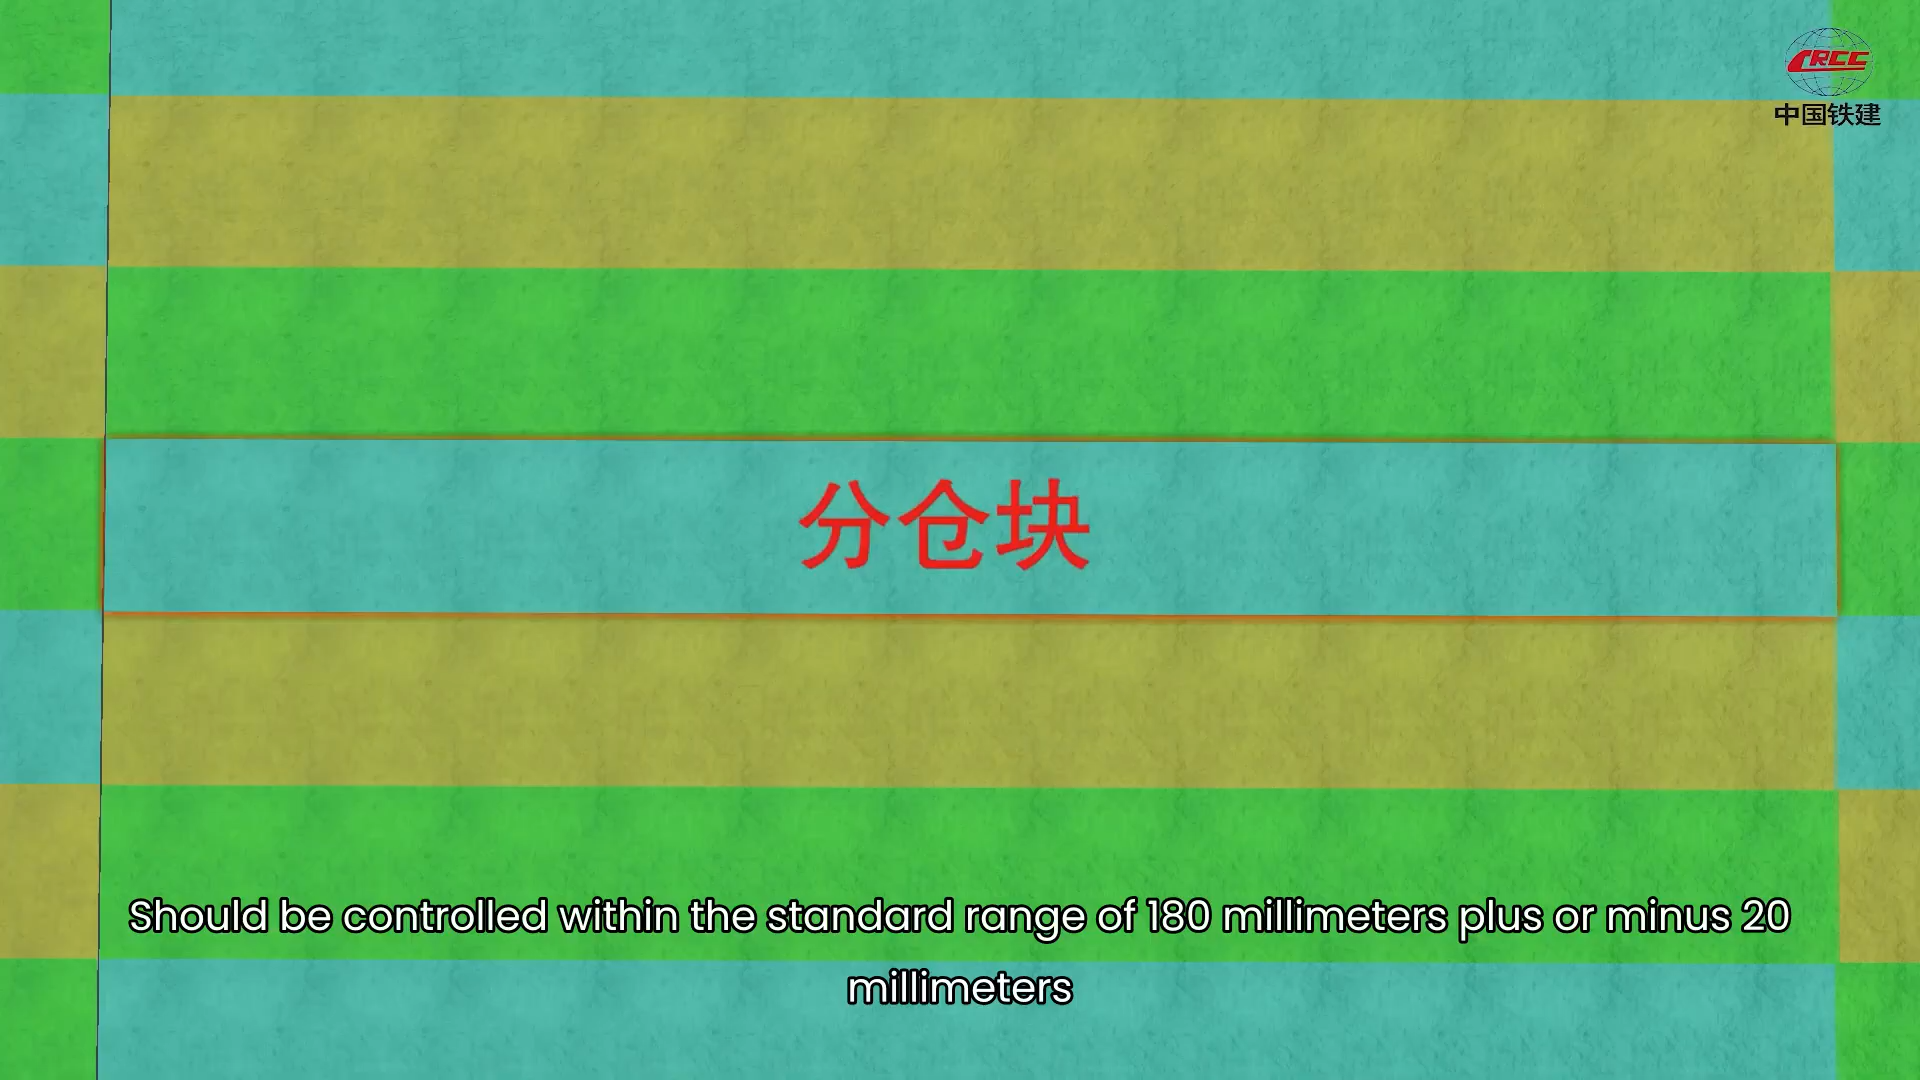 CRCC
中国铁建
分仓块
Should be controlled within the standard range of 180 millimeters plus or minus 20
millimeters